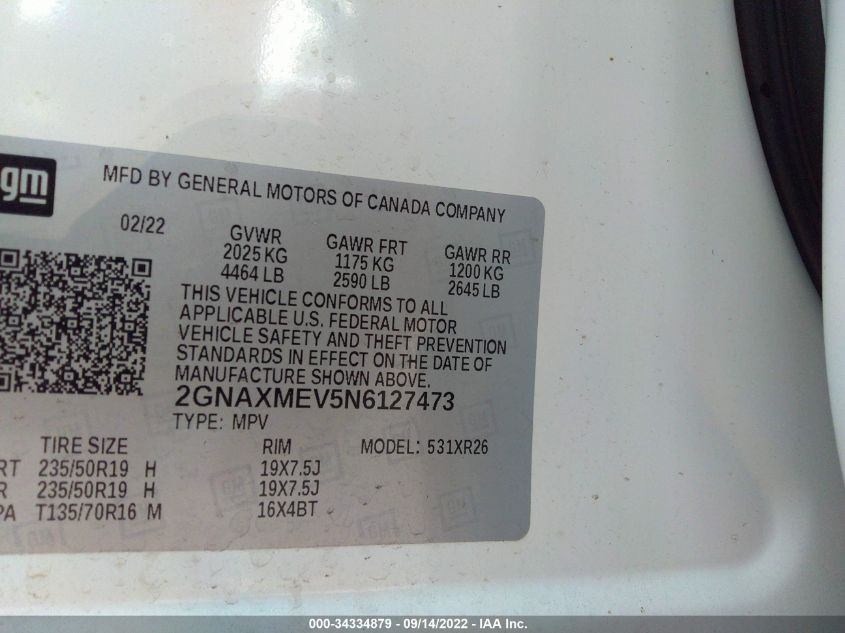 gm
MFD BY GENERAL MOTORS OF CANADA COMPANY
02/22
GVWR GAWR FRT GAWR RR
2025 KG 1175 KG 1200 KG
4464 LB 2590 LB 2645 LB
THIS VEHICLE CONFORMS TO ALL
APPLICABLE U.S. FEDERAL MOTOR
VEHICLE SAFETY AND THEFT PREVENTION
STANDARDS IN EFFECT ON THE DATE OF
MANUFACTURE SHOWN ABOVE.
2GNAXMEV5N6127473
TYPE: MPV
TIRE SIZE RIM MODEL: 531XR26
RT 235/50R19 H 19X7.5J
R 235/50R19 H 19X7.5J
PA T135/70R16 M 16X4BT
000-34334879 - 09/14/2022 - IAA Inc.